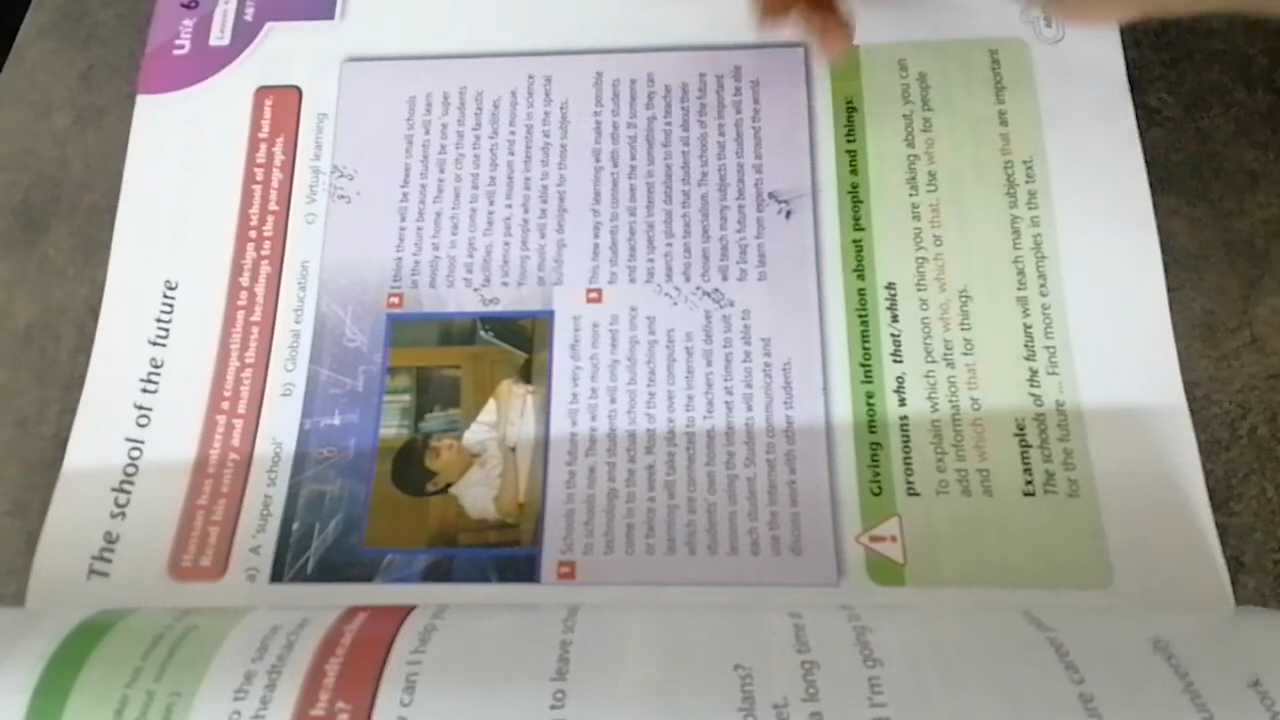 Unit 6
Lesson
The school of the future
Hassan has entered a competition to design a school of the future.
Read his entry and match these headings to the paragraphs.
a) A 'super school' b) Global education c) Virtual learning
1 Schools in the future will be very different
to schools now. There will be much more
technology and students will only need to
come in to the actual school buildings once
or twice a week. Most of the teaching and
learning will take place over computers
which are connected to the internet in
students' own homes. Teachers will deliver
lessons using the internet at times to suit
each student. Students will also be able to
use the internet to communicate and
discuss work with other students.
2 I think there will be fewer small schools
in the future because students will learn
mostly at home. There will be one 'super
school' in each town or city that students
of all ages come to and use the fantastic
facilities. There will be sports facilities,
a science park, a museum and a mosque.
Young people who are interested in science
or music will be able to study at the special
buildings designed for those subjects.
3 This new way of learning will make it possible
for students to connect with other students
and teachers all over the world. If someone
has a special interest in something, they can
search a global database to find a teacher
who can teach that student all about their
chosen specialism. The schools of the future
will teach many subjects that are important
for Iraq's future because students will be able
to learn from experts all around the world.
Giving more information about people and things:
pronouns who, that/which
To explain which person or thing you are talking about, you can
add information after who, which or that. Use who for people
and which or that for things.
Example:
The schools of the future will teach many subjects that are important
for the future ... Find more examples in the text.
the same
headteacher
headteacher
can I help
to leave
plans?
a long time
I'm going
career
university